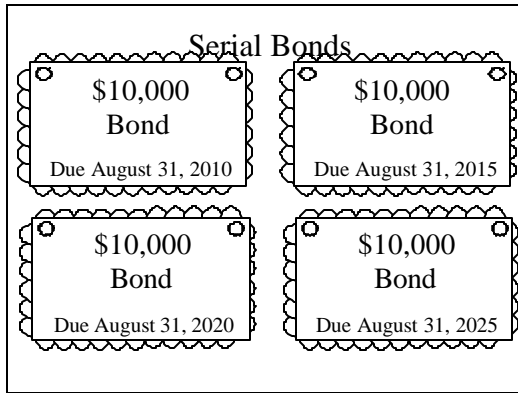 Serial Bonds
$10,000
Bond
Due August 31, 2010
$10,000
Bond
Due August 31, 2015
$10,000
Bond
Due August 31, 2020
$10,000
Bond
Due August 31, 2025